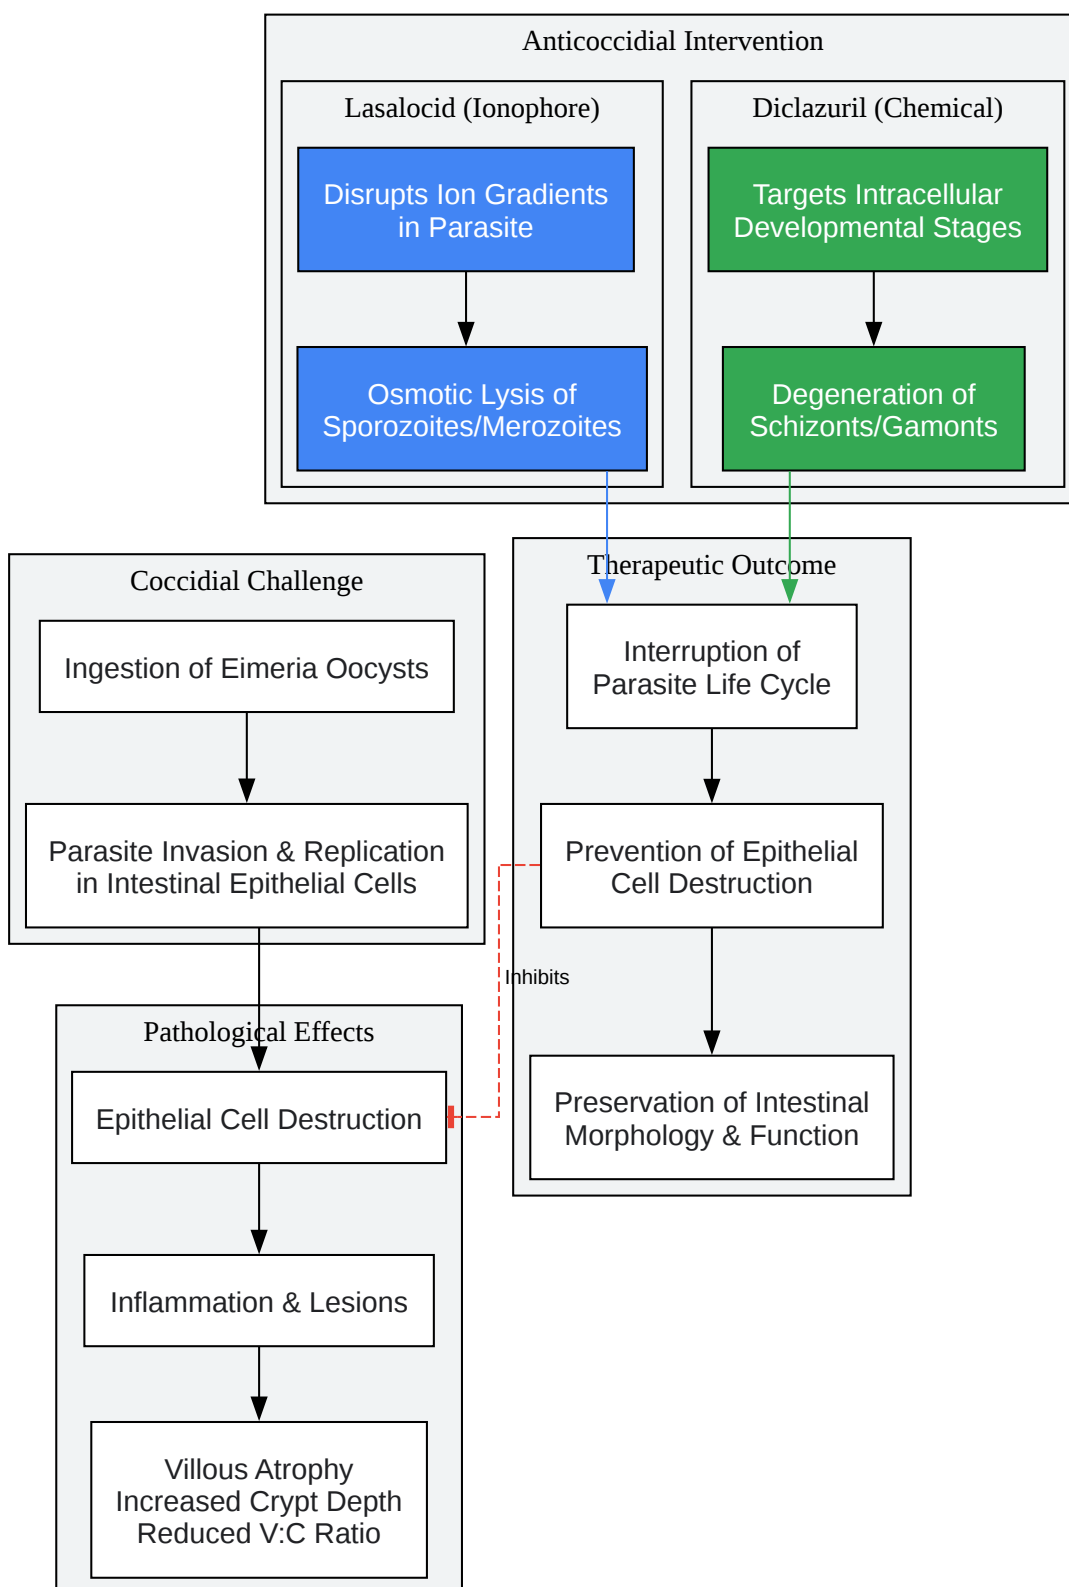 Anticoccidial Intervention
Lasalocid (Ionophore)
Disrupts Ion Gradients
in Parasite
Osmotic Lysis of
Sporozoites/Merozoites
Diclazuril (Chemical)
Targets Intracellular
Developmental Stages
Degeneration of
Schizonts/Gamonts
Coccidial Challenge
Ingestion of Eimeria Oocysts
Parasite Invasion & Replication
in Intestinal Epithelial Cells
Therapeutic Outcome
Interruption of
Parasite Life Cycle
Prevention of Epithelial
Cell Destruction
Inhibits
Preservation of Intestinal
Morphology & Function
Pathological Effects
Epithelial Cell Destruction
Inflammation & Lesions
Villous Atrophy
Increased Crypt Depth
Reduced V:C Ratio